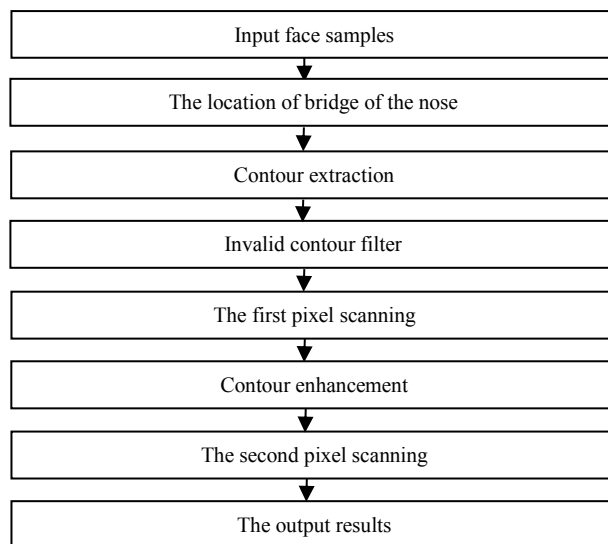 Input face samples
The location of bridge of the nose
Contour extraction
Invalid contour filter
The first pixel scanning
Contour enhancement
The second pixel scanning
The output results